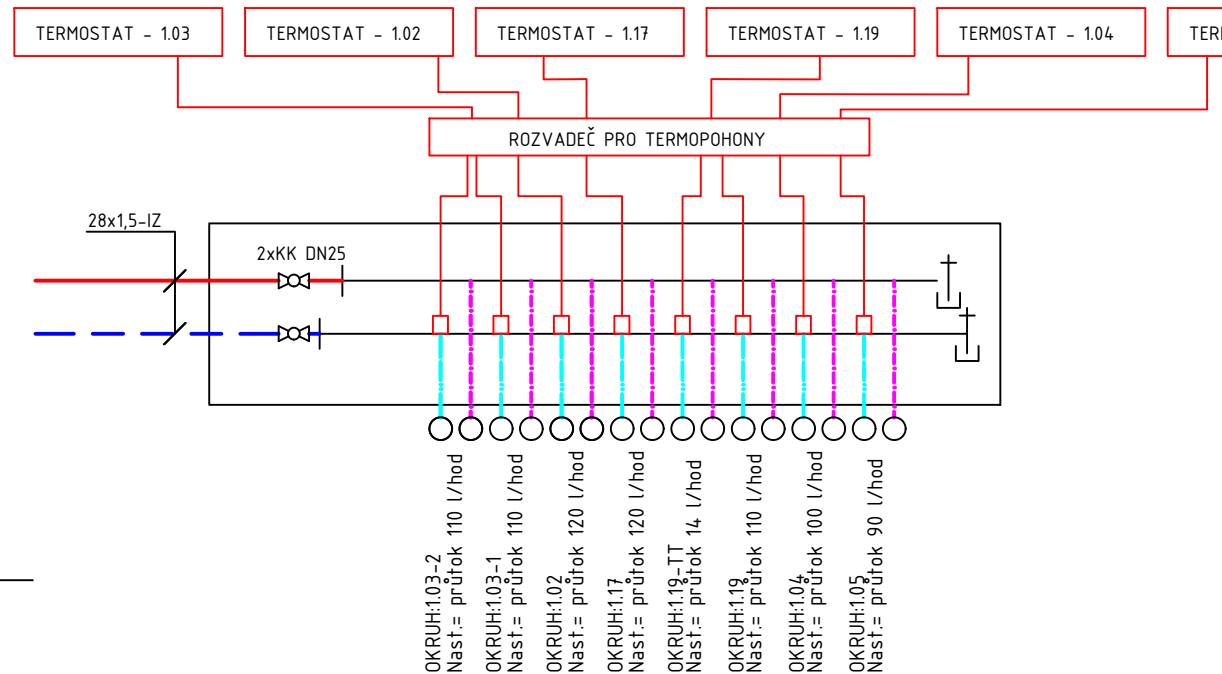 TERMOSTAT - 1.03
TERMOSTAT - 1.02
TERMOSTAT - 1.17
TERMOSTAT - 1.19
TERMOSTAT - 1.04
ROZVADEČ PRO TERMOPOHONY
28x1,5-IZ
2xKK DN25
OKRUH:1.03-2
Nast.= průtok 110 l/hod
OKRUH:1.03-1
Nast.= průtok 110 l/hod
OKRUH:1.02
Nast.= průtok 120 l/hod
OKRUH:1.17
Nast.= průtok 120 l/hod
OKRUH:1.19-TT
Nast.= průtok 14 l/hod
OKRUH:1.19
Nast.= průtok 110 l/hod
OKRUH:1.04
Nast.= průtok 100 l/hod
OKRUH:1.05
Nast.= průtok 90 l/hod